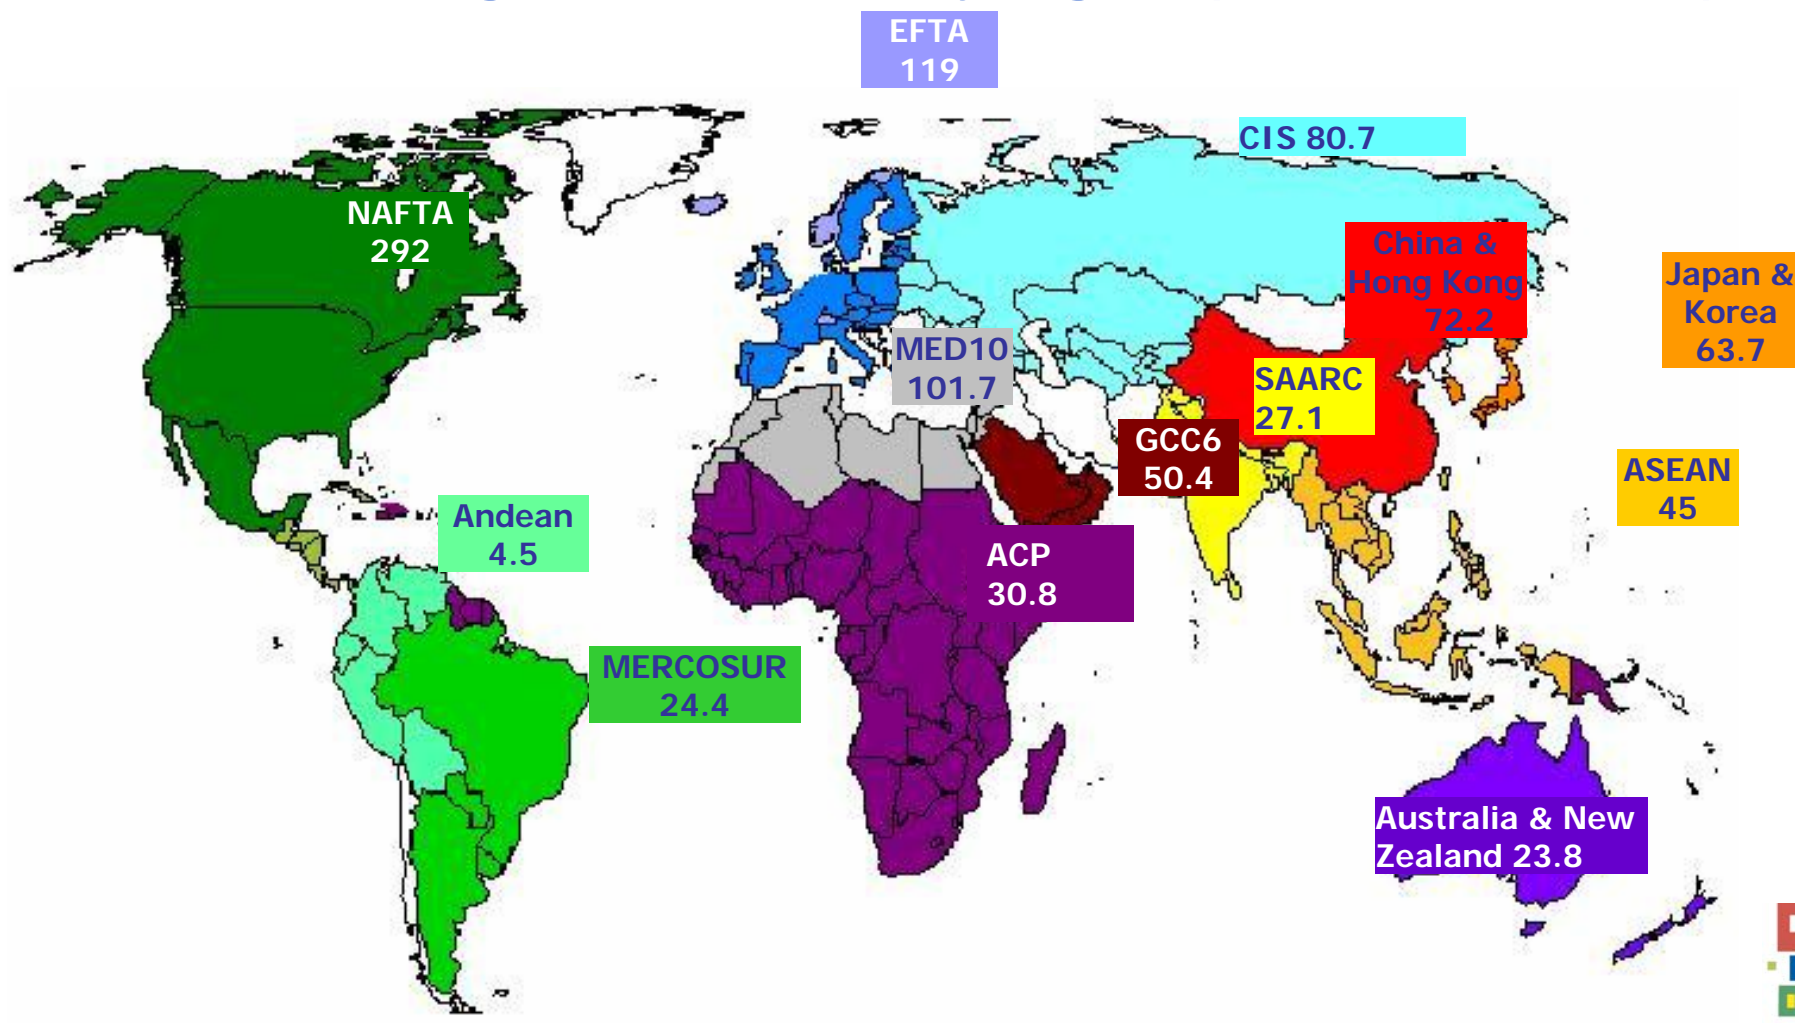 EFTA
119
CIS 80.7
NAFTA
292
China &
Hong Kong
72.2
Japan &
Korea
63.7
MED10
101.7
SAARC
27.1
GCC6
50.4
ASEAN
45
Andean
4.5
ACP
30.8
MERCOSUR
24.4
Australia & New
Zealand 23.8